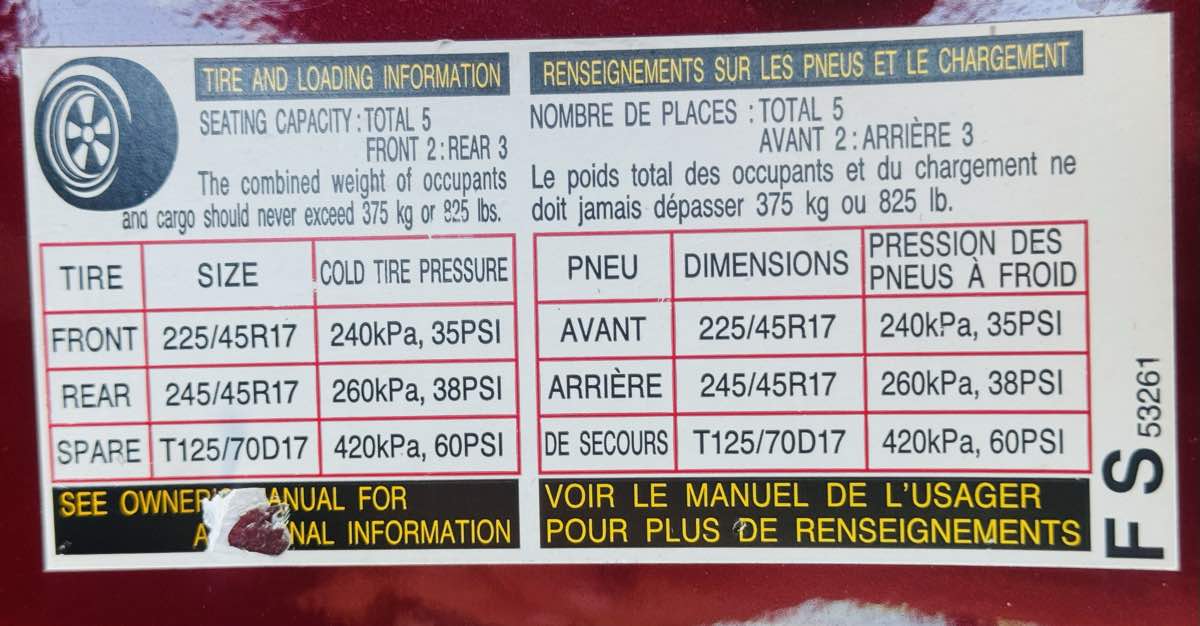 TIRE AND LOADING INFORMATION
SEATING CAPACITY : TOTAL 5
FRONT 2 : REAR 3
The combined weight of occupants
and cargo should never exceed 375 kg or 825 lbs.
TIRE SIZE COLD TIRE PRESSURE
FRONT 225/45R17 240kPa, 35PSI
REAR 245/45R17 260kPa, 38PSI
SPARE T125/70D17 420kPa, 60PSI
SEE OWNER'S MANUAL FOR
INFORMATION
RENSEIGNEMENTS SUR LES PNEUS ET LE CHARGEMENT
NOMBRE DE PLACES : TOTAL 5
AVANT 2 : ARRIÈRE 3
Le poids total des occupants et du chargement ne
doit jamais dépasser 375 kg ou 825 lb.
PNEU DIMENSIONS PRESSION DES
PNEUS À FROID
AVANT 225/45R17 240kPa, 35PSI
ARRIÈRE 245/45R17 260kPa, 38PSI
DE SECOURS T125/70D17 420kPa, 60PSI
VOIR LE MANUEL DE L'USAGER
POUR PLUS DE RENSEIGNEMENTS
F S 53261